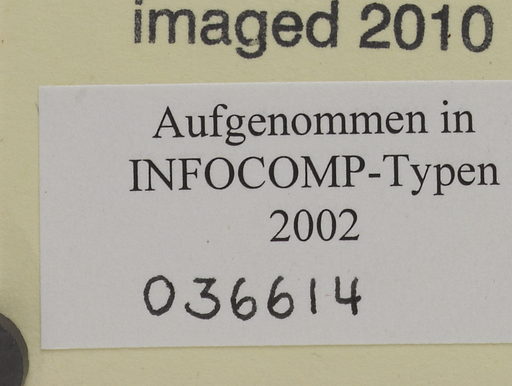 imaged 2010
Aufgenommen in
INFOCOMP-Typen
2002
036614